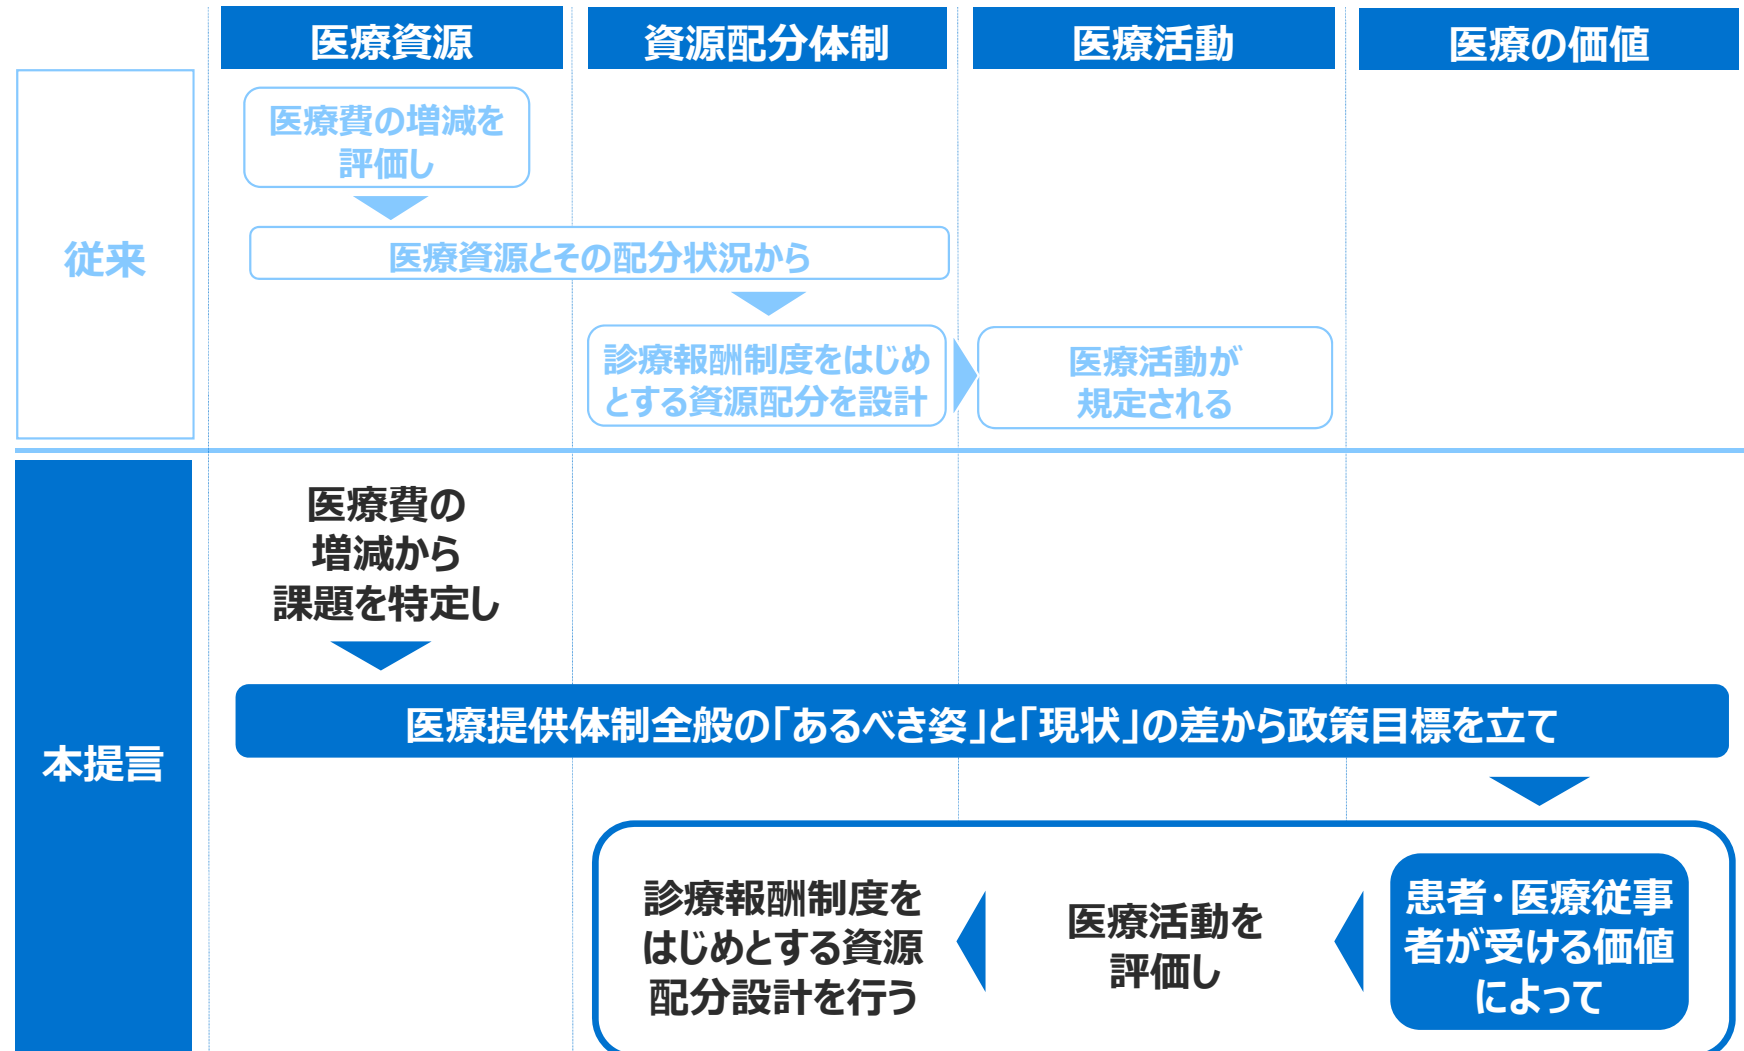 医療資源
資源配分体制
医療活動
医療の価値
従来
医療費の増減を
評価し
医療資源とその配分状況から
診療報酬制度をはじめ
とする資源配分を設計
医療活動が
規定される
本提言
医療費の
増減から
課題を特定し
医療提供体制全般の「あるべき姿」と「現状」の差から政策目標を立て
患者・医療従事
者が受ける価値
によって
医療活動を
評価し
診療報酬制度を
はじめとする資源
配分設計を行う